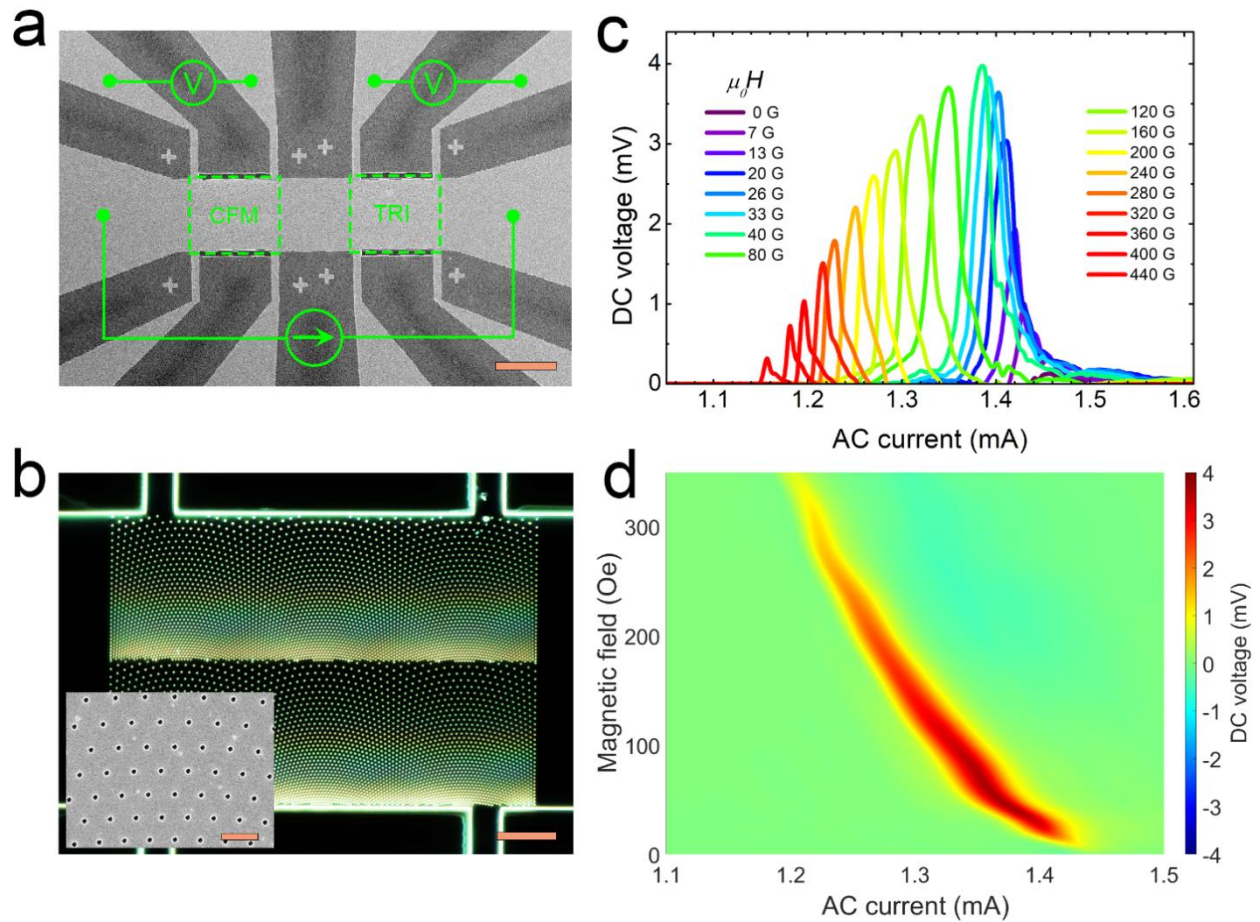 a
V
V
CFM
TRI
b
c
μ₀H
0 G
7 G
13 G
20 G
26 G
33 G
40 G
80 G
120 G
160 G
200 G
240 G
280 G
320 G
360 G
400 G
440 G
4
3
2
1
0
DC voltage (mV)
1.1 1.2 1.3 1.4 1.5 1.6
AC current (mA)
d
300
200
100
0
Magnetic field (Oe)
1.1 1.2 1.3 1.4 1.5
AC current (mA)
4
3
2
1
0
-1
-2
-3
-4
DC voltage (mV)